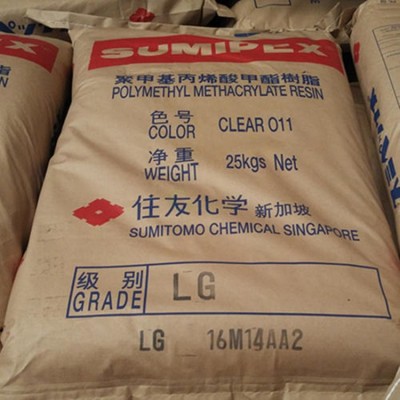 SUMIPEX
聚甲基丙烯酸甲酯樹脂
POLYMETHYL METHACRYLATE RESIN
色号
COLOR CLEAR 011
净重
WEIGHT 25kgs Net
住友化学 新加坡
SUMITOMO CHEMICAL SINGAPORE
级别
GRADE LG
LG 16M14AA2